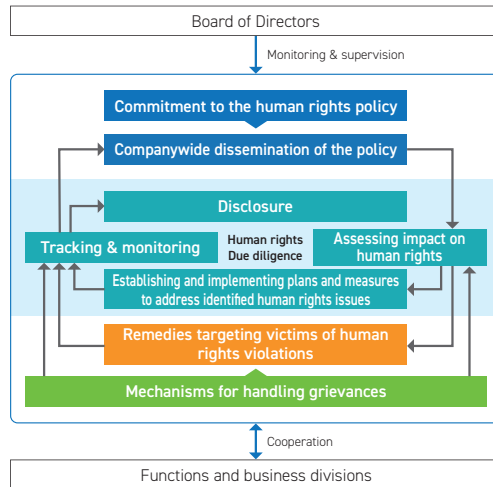 Board of Directors
Monitoring & supervision
Commitment to the human rights policy
Companywide dissemination of the policy
Disclosure
Tracking & monitoring
Human rights
Due diligence
Assessing impact on
human rights
Establishing and implementing plans and measures
to address identified human rights issues
Remedies targeting victims of human
rights violations
Mechanisms for handling grievances
Cooperation
Functions and business divisions